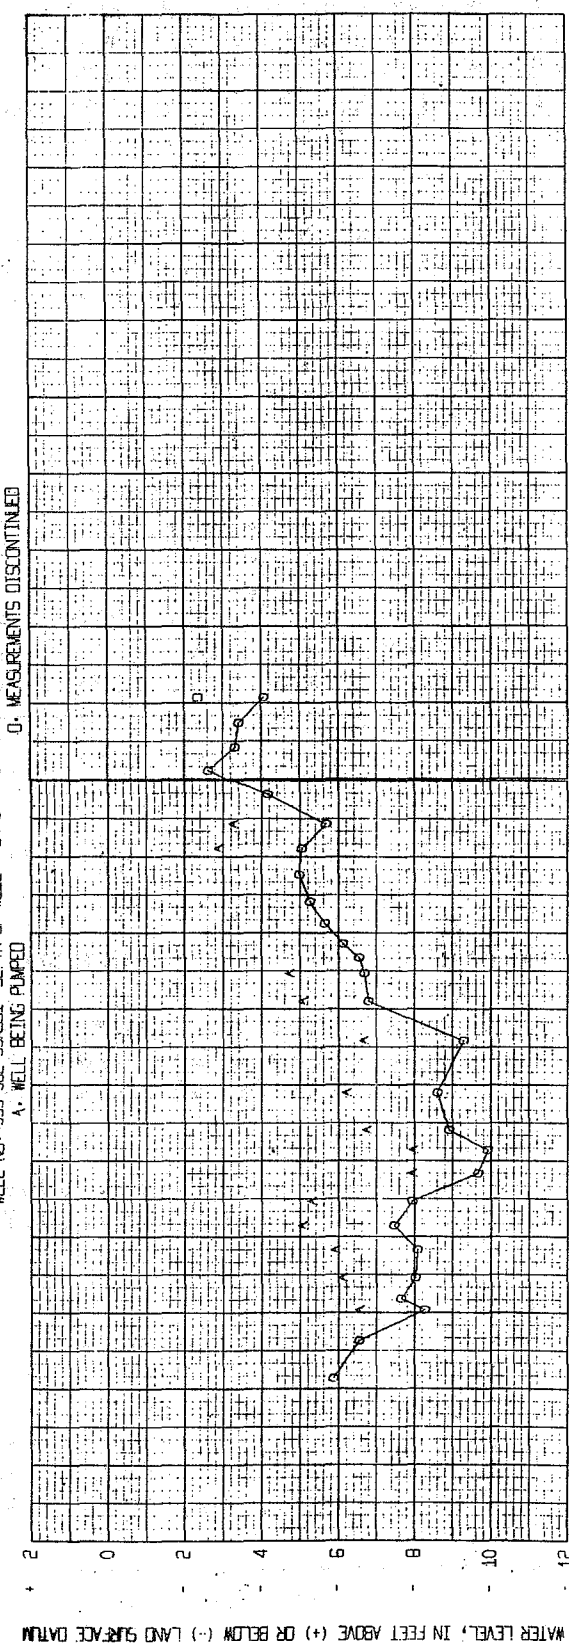 A. WELL BEING PUMPED
D. MEASUREMENTS DISCONTINUED
WATER LEVEL, IN FEET ABOVE (+) OR BELOW (-) LAND SURFACE DATUM
+ 2
0
- 2
- 4
- 6
- 8
- 10
- 12
A
A
A
A
A
A
A
A
A
A
A
A
A
A
D